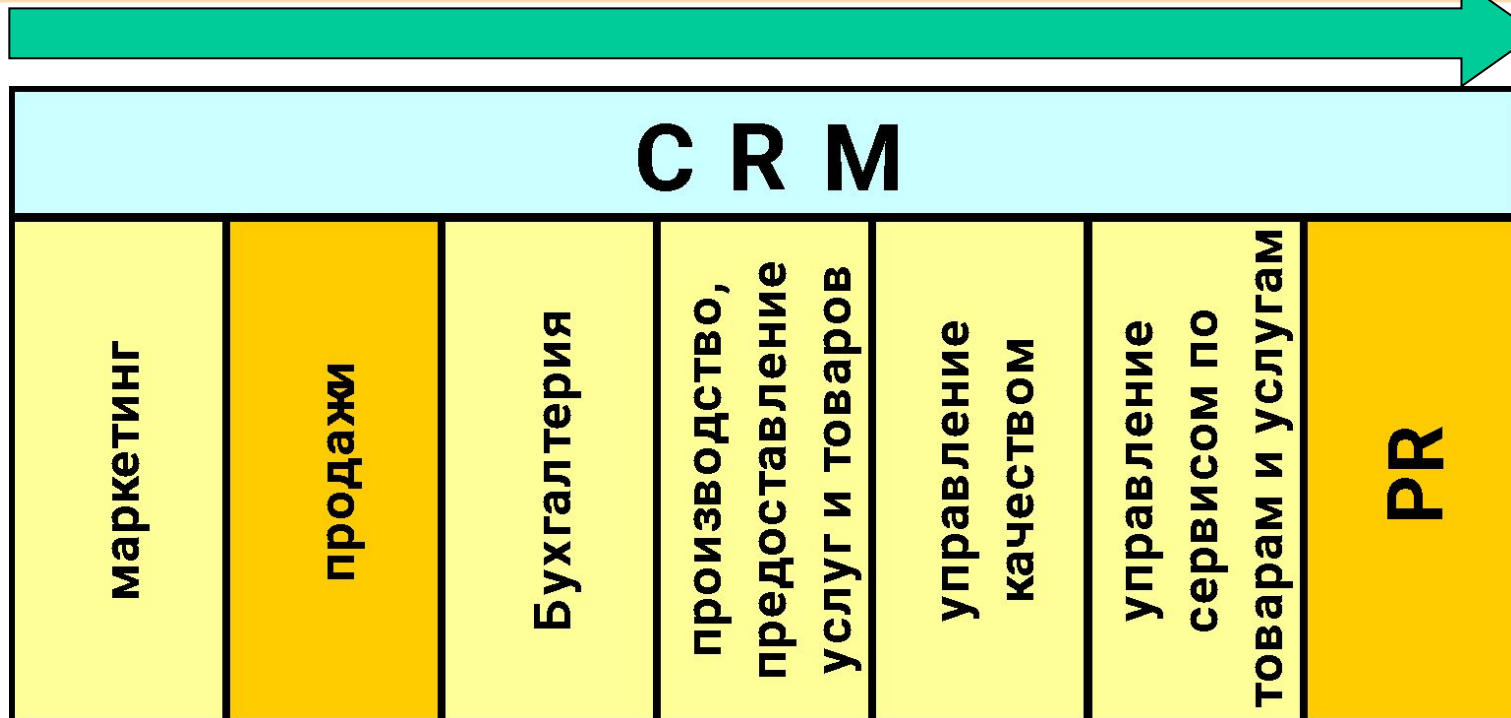 C R M
маркетинг
продажи
Бухгалтерия
производство,
предоставление
услуг и товаров
управление
качеством
управление
сервисом по
товарам и услугам
PR